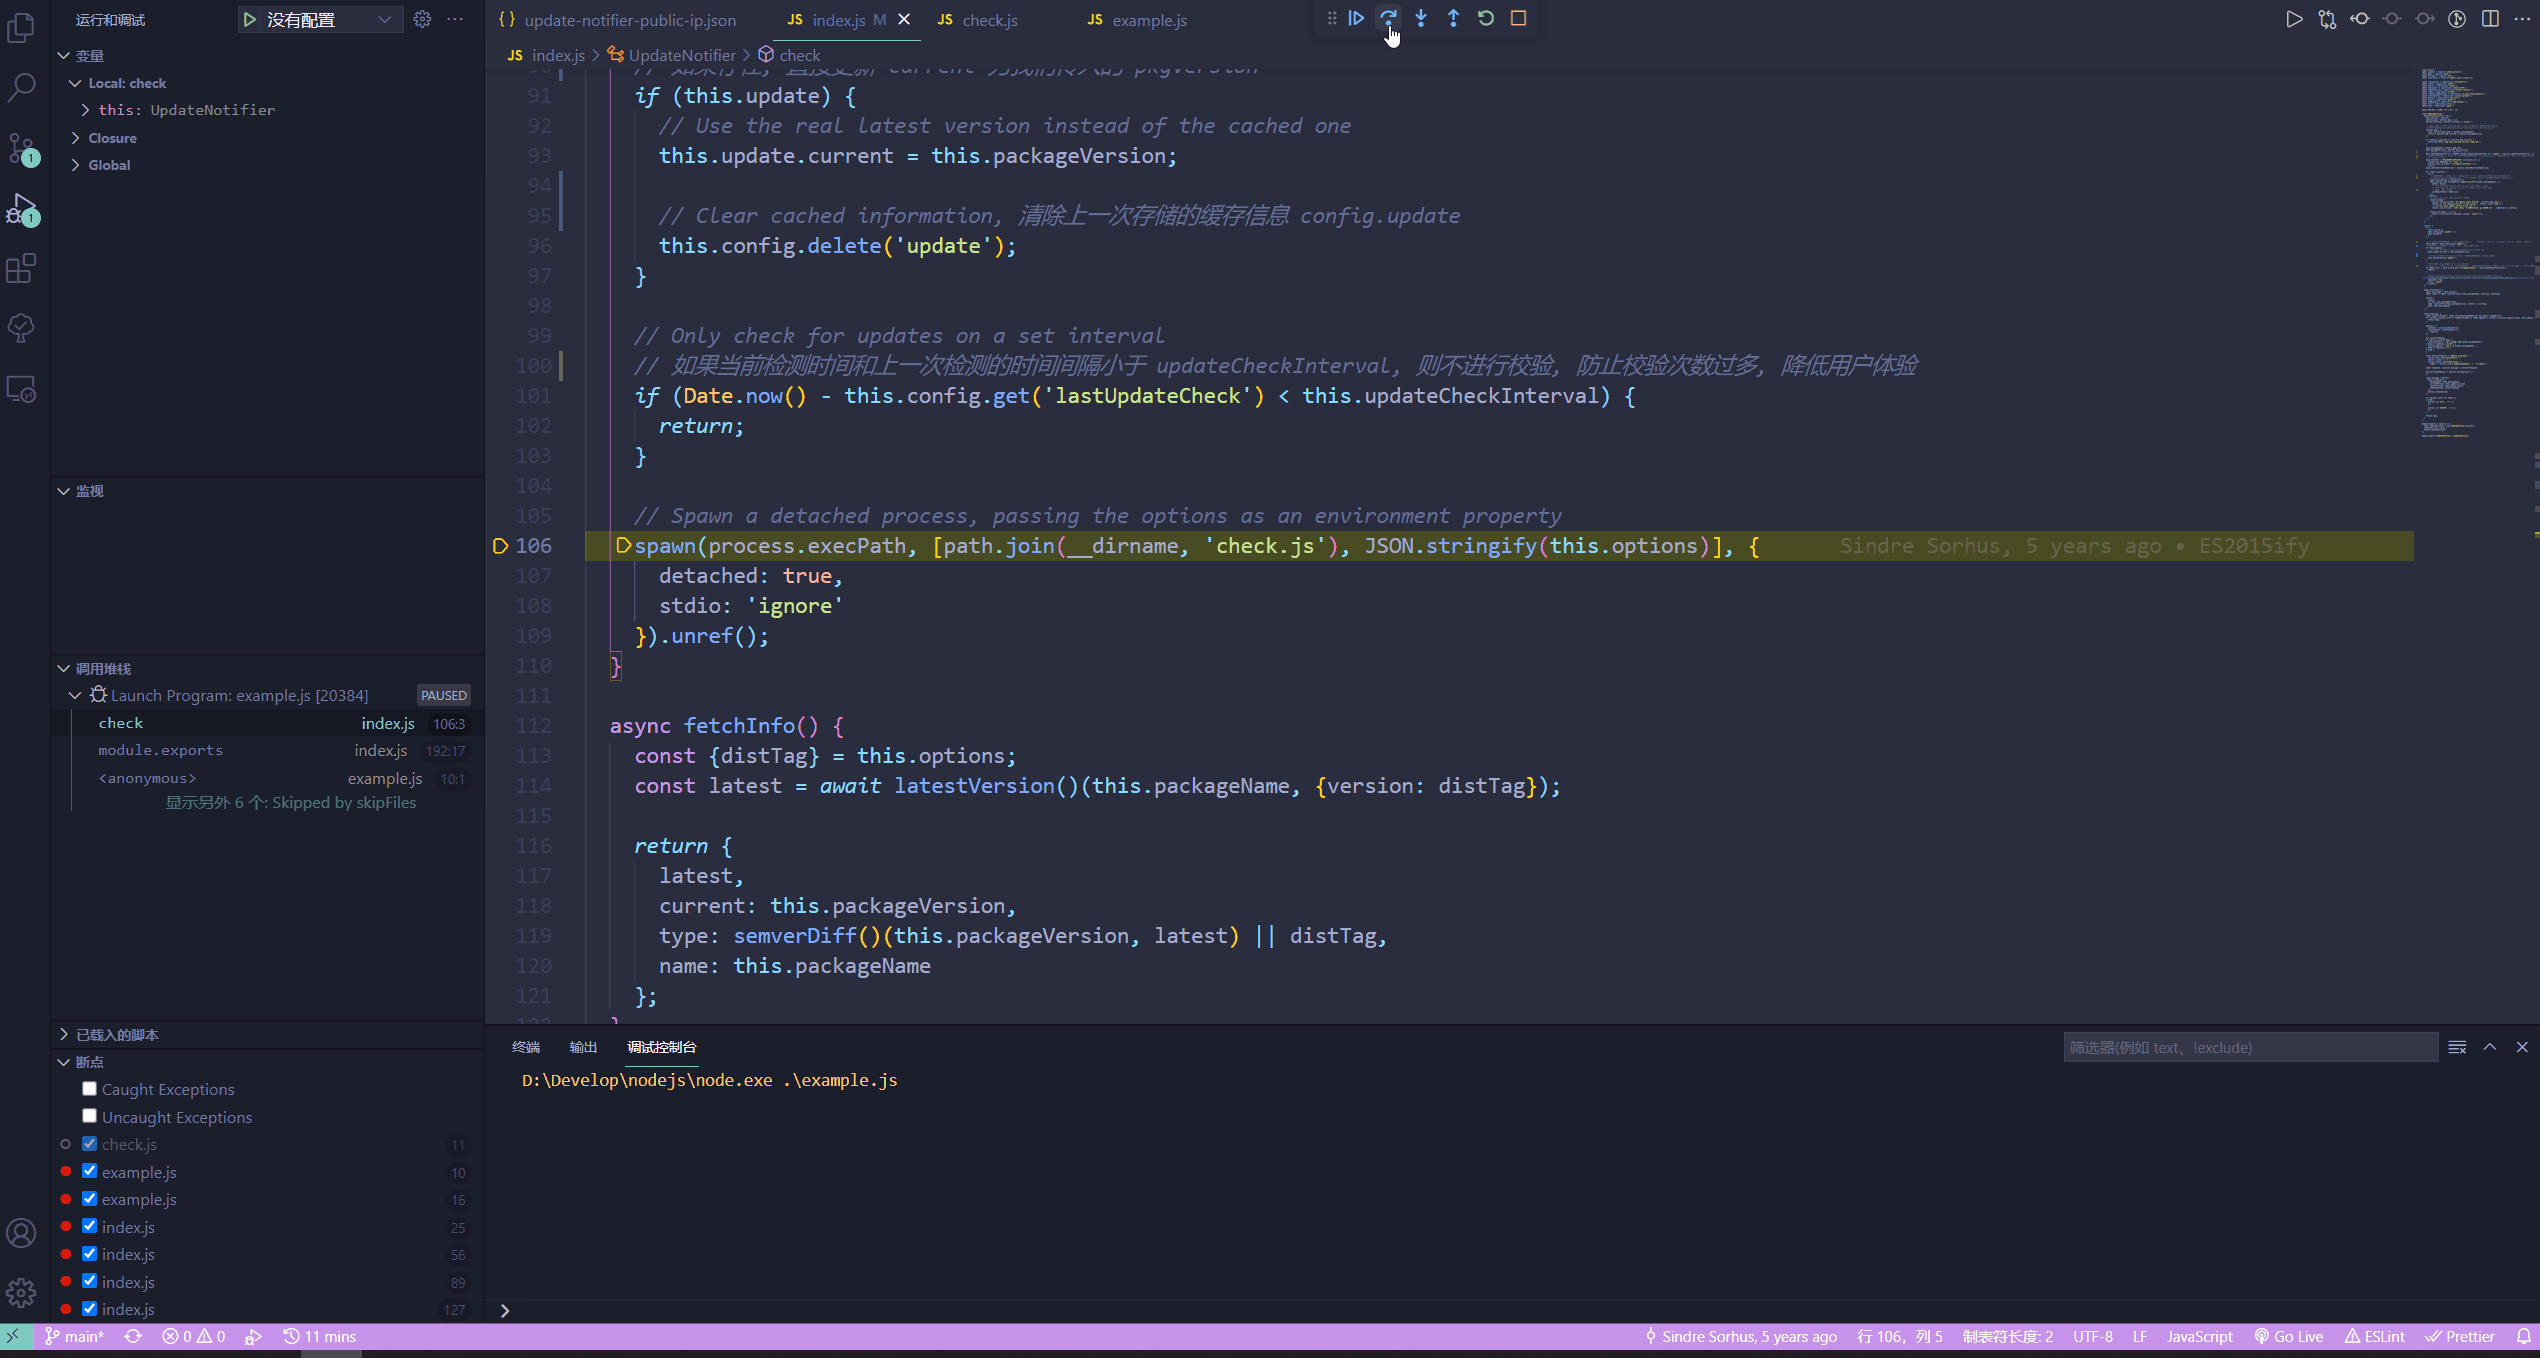 运行和调试
没有配置
变量
Local: check
this: UpdateNotifier
Closure
Global
监视
调用堆栈
Launch Program: example.js [20384] PAUSED
check index.js 106:3
module.exports index.js 192:17
<anonymous> example.js 10:1
显示另外 6 个: Skipped by skipFiles
已载入的脚本
断点
Caught Exceptions
Uncaught Exceptions
check.js 11
example.js 10
example.js 16
index.js 25
index.js 56
index.js 89
index.js 127
{} update-notifier-public-ip.json
JS index.js M
JS check.js
JS example.js
JS index.js > UpdateNotifier > check
91 if (this.update) {
92 // Use the real latest version instead of the cached one
93 this.update.current = this.packageVersion;
94
95 // Clear cached information, 清除上一次存储的缓存信息 config.update
96 this.config.delete('update');
97 }
98
99 // Only check for updates on a set interval
100 // 如果当前检测时间和上一次检测的时间间隔小于 updateCheckInterval, 则不进行校验, 防止校验次数过多, 降低用户体验
101 if (Date.now() - this.config.get('lastUpdateCheck') < this.updateCheckInterval) {
102 return;
103 }
104
105 // Spawn a detached process, passing the options as an environment property
106 spawn(process.execPath, [path.join(__dirname, 'check.js'), JSON.stringify(this.options)], { Sindre Sorhus, 5 years ago • ES2015ify
107 detached: true,
108 stdio: 'ignore'
109 }).unref();
110 }
111
112 async fetchInfo() {
113 const {distTag} = this.options;
114 const latest = await latestVersion()(this.packageName, {version: distTag});
115
116 return {
117 latest,
118 current: this.packageVersion,
119 type: semverDiff()(this.packageVersion, latest) || distTag,
120 name: this.packageName
121 };
终端 输出 调试控制台
筛选器(例如 text、!exclude)
D:\Develop\nodejs\node.exe .\example.js
main* 0 0 11 mins
Sindre Sorhus, 5 years ago 行 106，列 5 制表符长度: 2 UTF-8 LF JavaScript Go Live ESLint Prettier